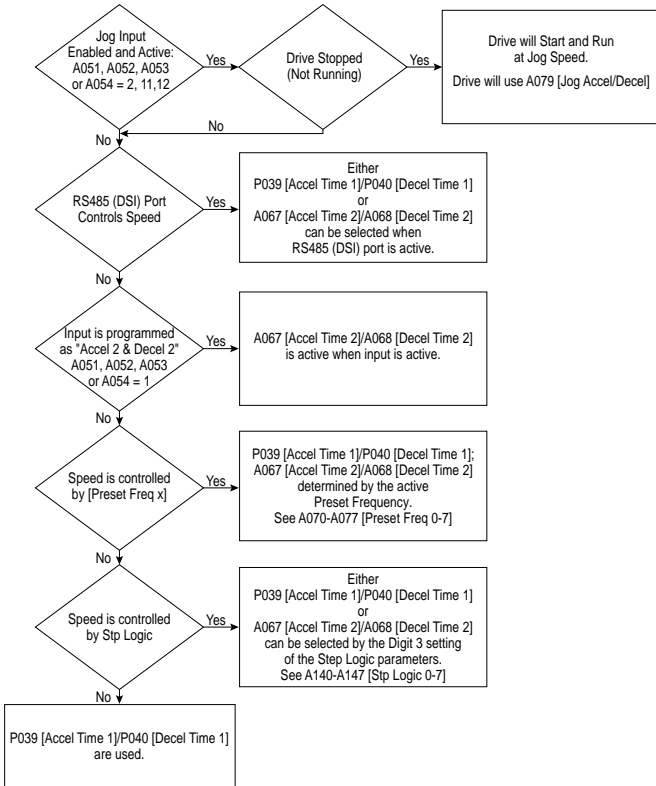 Jog Input
Enabled and Active:
A051, A052, A053
or A054 = 2, 11,12
Yes
Drive Stopped
(Not Running)
Yes
Drive will Start and Run
at Jog Speed.
Drive will use A079 [Jog Accel/Decel]
No
No
RS485 (DSI) Port
Controls Speed
Yes
Either
P039 [Accel Time 1]/P040 [Decel Time 1]
or
A067 [Accel Time 2]/A068 [Decel Time 2]
can be selected when
RS485 (DSI) port is active.
No
Input is programmed
as "Accel 2 & Decel 2"
A051, A052, A053
or A054 = 1
Yes
A067 [Accel Time 2]/A068 [Decel Time 2]
is active when input is active.
No
Speed is controlled
by [Preset Freq x]
Yes
P039 [Accel Time 1]/P040 [Decel Time 1];
A067 [Accel Time 2]/A068 [Decel Time 2]
determined by the active
Preset Frequency.
See A070-A077 [Preset Freq 0-7]
No
Speed is controlled
by Stp Logic
Yes
Either
P039 [Accel Time 1]/P040 [Decel Time 1]
or
A067 [Accel Time 2]/A068 [Decel Time 2]
can be selected by the Digit 3 setting
of the Step Logic parameters.
See A140-A147 [Stp Logic 0-7]
No
P039 [Accel Time 1]/P040 [Decel Time 1]
are used.